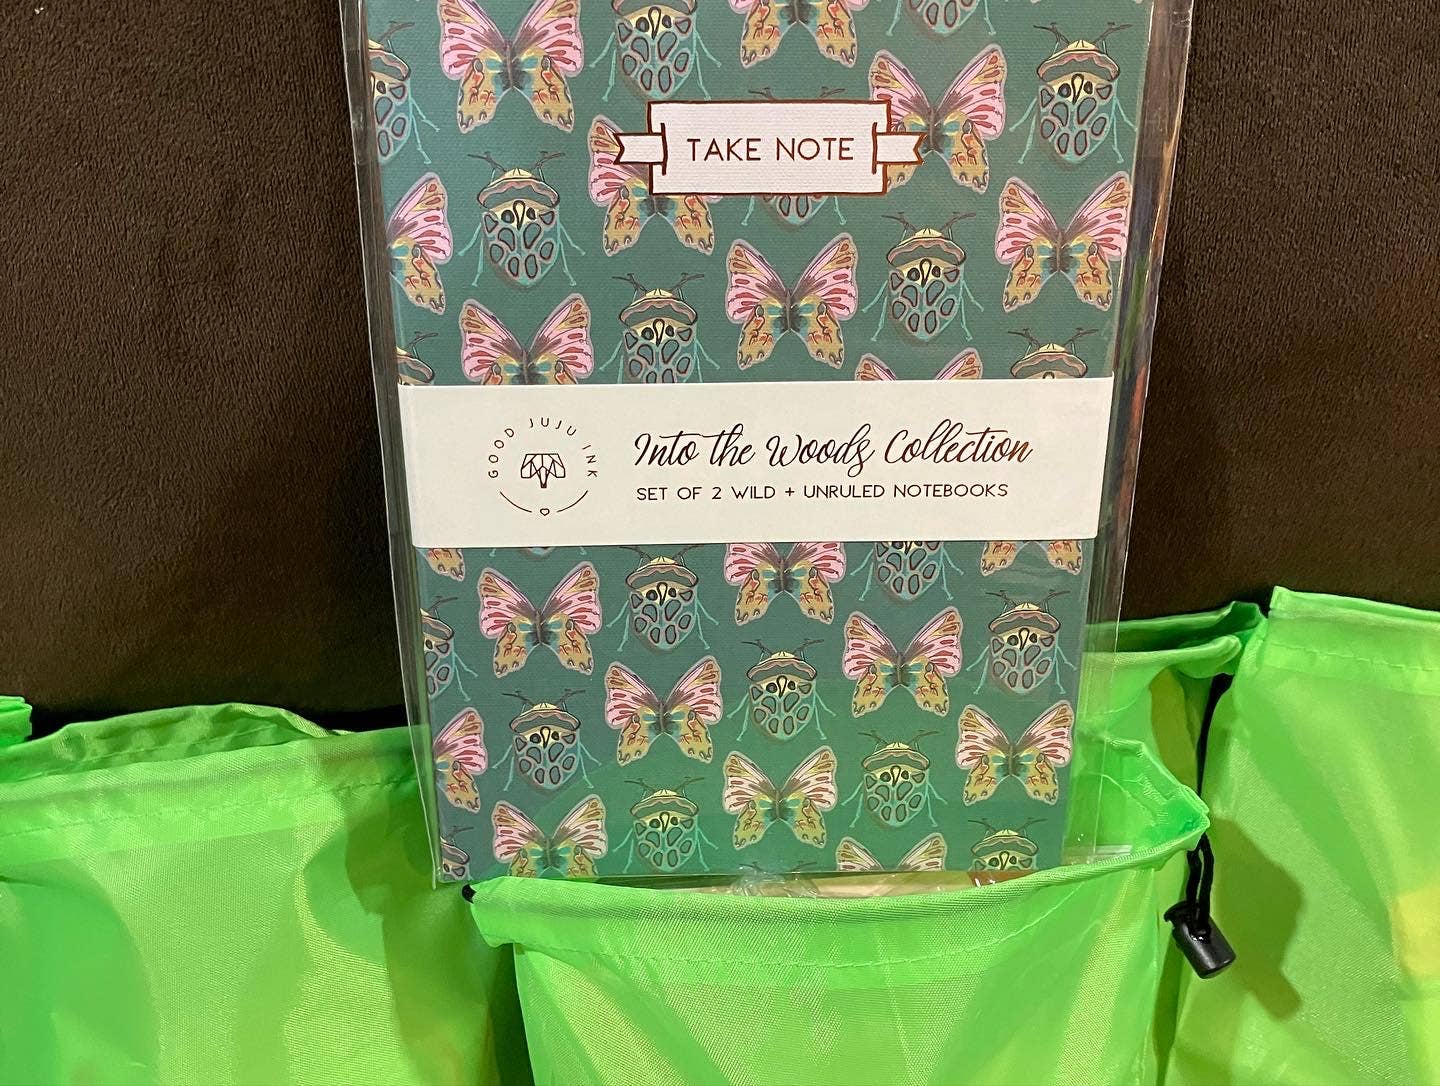 TAKE NOTE
GOOD JUJU INK
Into the Woods Collection
SET OF 2 WILD + UNRULED NOTEBOOKS